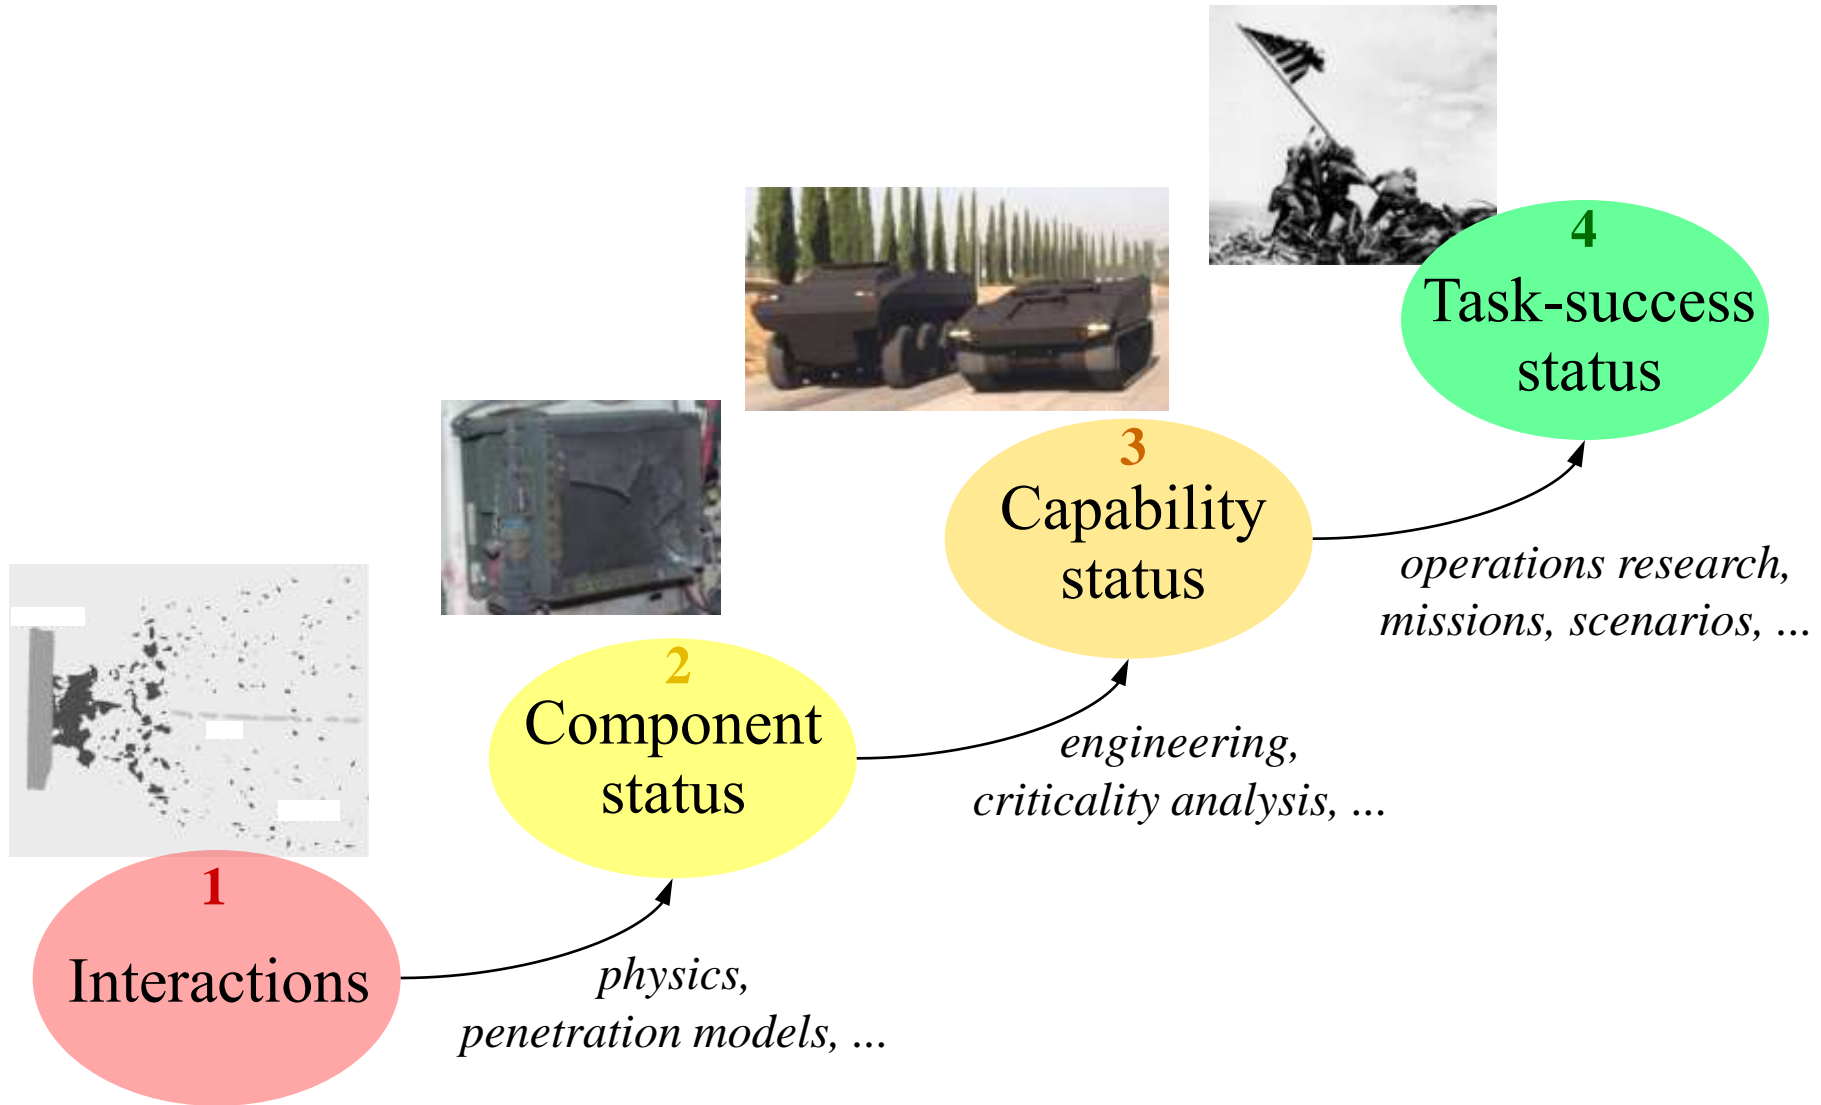 1
Interactions
physics,
penetration models, ...
2
Component
status
engineering,
criticality analysis, ...
3
Capability
status
operations research,
missions, scenarios, ...
4
Task-success
status